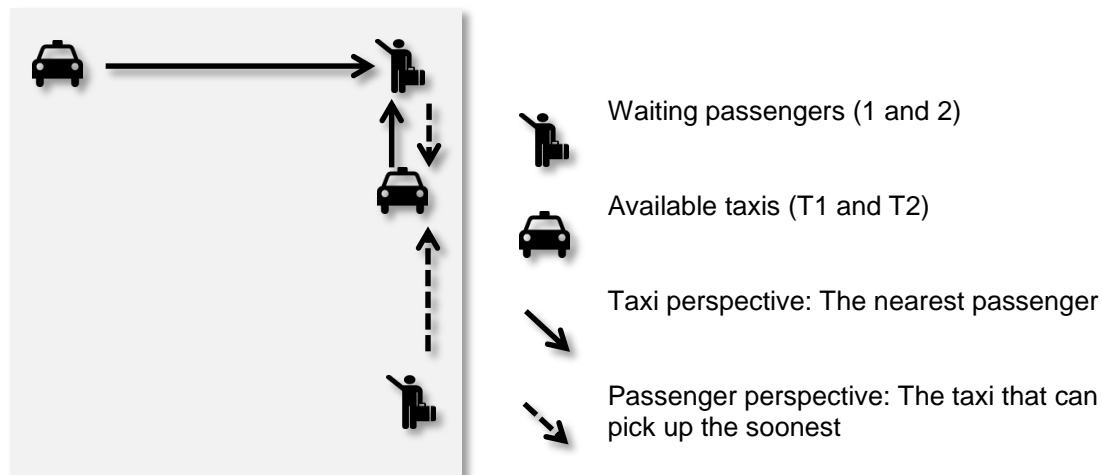 Waiting passengers (1 and 2)
Available taxis (T1 and T2)
Taxi perspective: The nearest passenger
Passenger perspective: The taxi that can
pick up the soonest